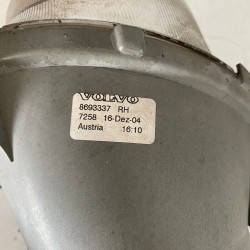 VOLVO
8693337 RH
7258 16-Dez-04
Austria 16:10